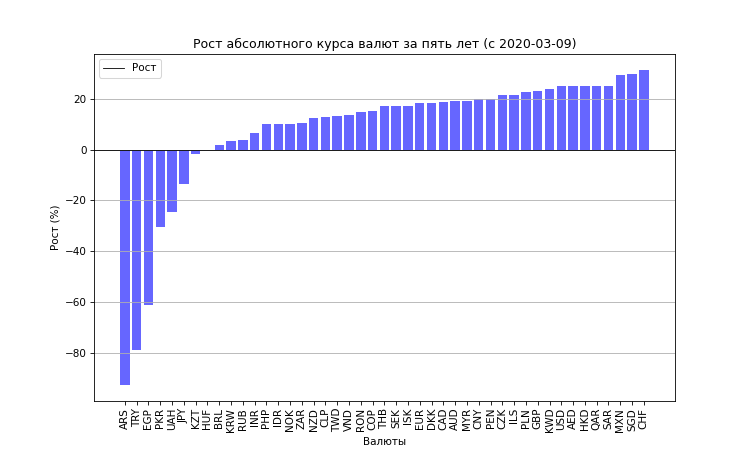 Рост абсолютного курса валют за пять лет (с 2020-03-09)
Рост
20
0
−20
−40
−60
−80
Рост (%)
ARS TRY EGP PKR UAH JPY KZT HUF BRL KRW RUB INR PHP IDR NOK ZAR NZD CLP TWD VND RON COP THB SEK ISK EUR DKK CAD AUD MYR CNY PEN CZK ILS PLN GBP KWD USD AED HKD QAR SAR MXN SGD CHF
Валюты